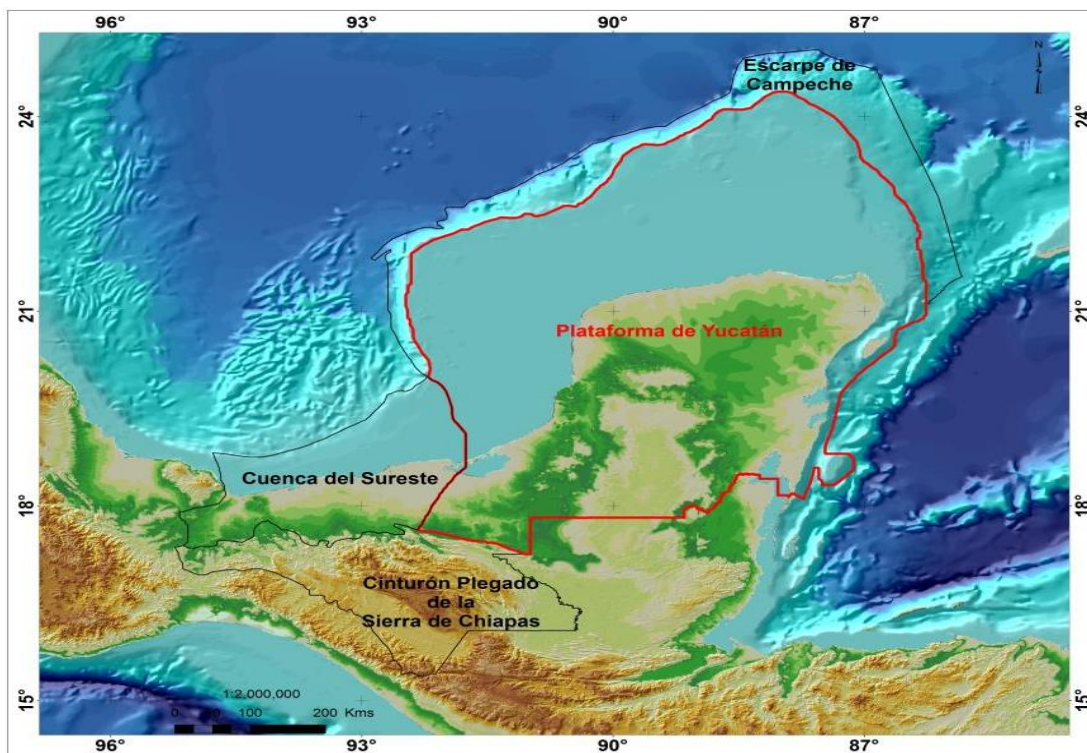 96°
93°
90°
87°
N
Escarpe de
Campeche
24°
24°
21°
21°
Plataforma de Yucatán
Cuenca del Sureste
18°
18°
Cinturón Plegado
de la
Sierra de Chiapas
1:2,000,000
0 50 100 200 Kms
15°
15°
96°
93°
90°
87°